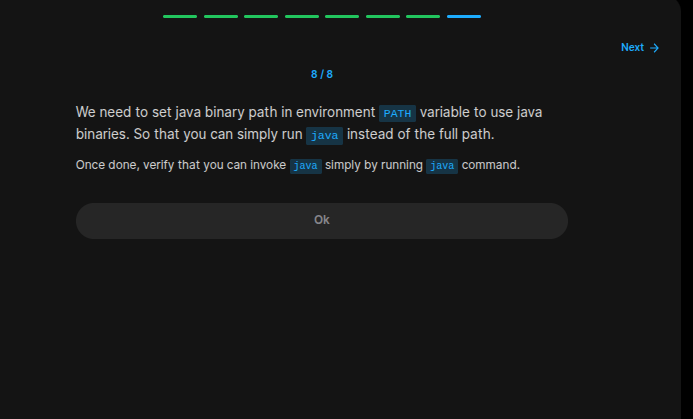 Next →
8 / 8
We need to set java binary path in environment PATH variable to use java
binaries. So that you can simply run java instead of the full path.
Once done, verify that you can invoke java simply by running java command.
Ok